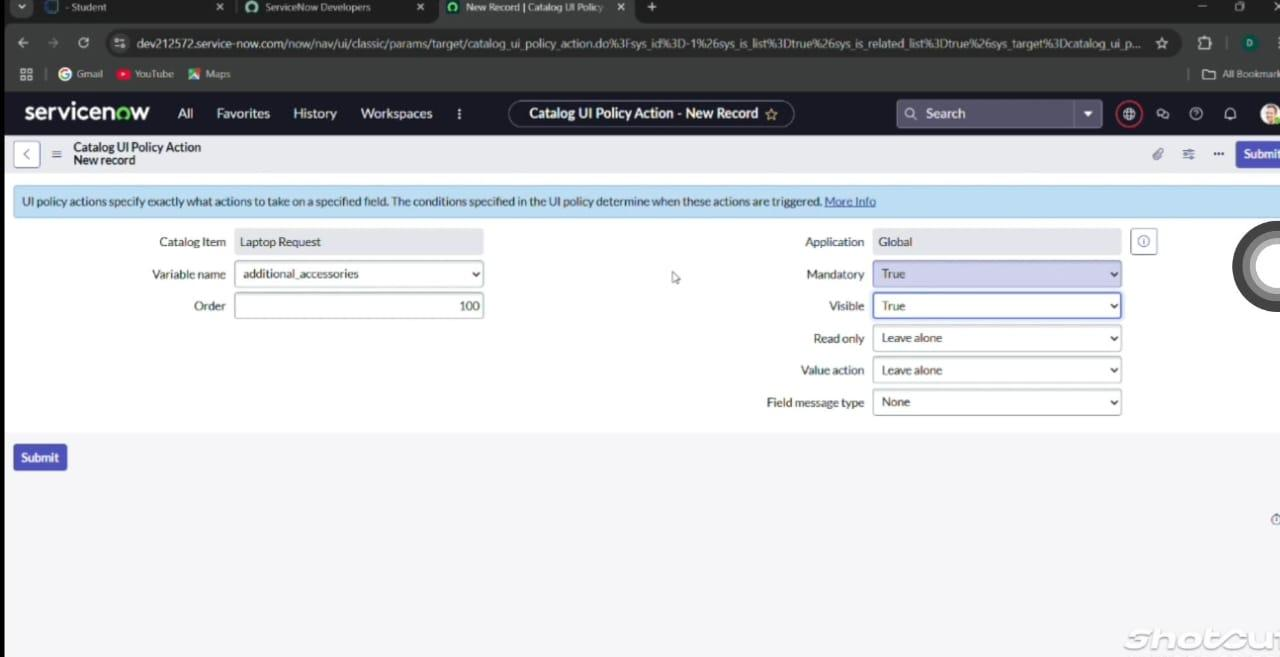 - Student
ServiceNow Developers
New Record | Catalog UI Policy
dev212572.service-now.com/now/nav/ui/classic/params/target/catalog_ui_policy_action.do%3Fsys_id%3D-1%26sys_is_list%3Dtrue%26sys_is_related_list%3Dtrue%26sys_target%3Dcatalog_ui_p...
D
Gmail
YouTube
Maps
All Bookmark
servicenow
All
Favorites
History
Workspaces
Catalog UI Policy Action - New Record
Search
Catalog UI Policy Action
New record
Submit
UI policy actions specify exactly what actions to take on a specified field. The conditions specified in the UI policy determine when these actions are triggered. More Info
Catalog Item Laptop Request
Variable name additional_accessories
Order 100
Application Global
Mandatory True
Visible True
Read only Leave alone
Value action Leave alone
Field message type None
Submit
ShotCut